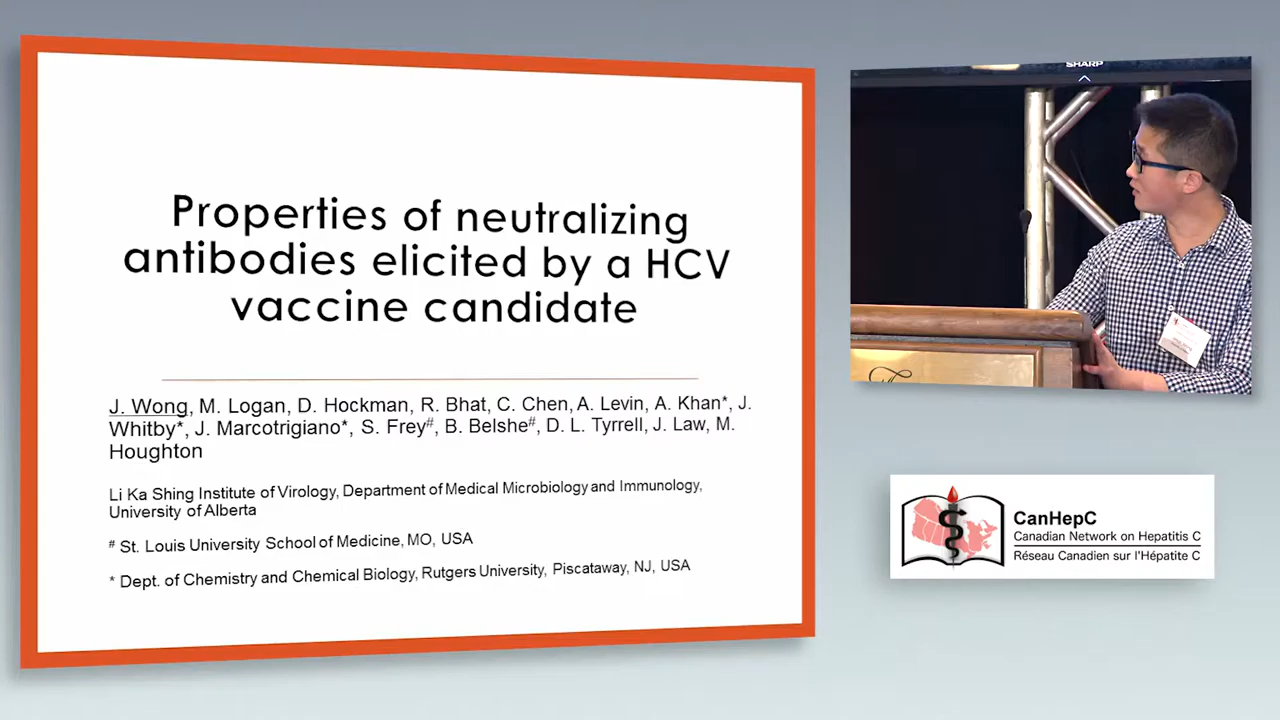 Properties of neutralizing
antibodies elicited by a HCV
vaccine candidate
J. Wong, M. Logan, D. Hockman, R. Bhat, C. Chen, A. Levin, A. Khan*, J.
Whitby*, J. Marcotrigiano*, S. Frey#, B. Belshe#, D. L. Tyrrell, J. Law, M.
Houghton
Li Ka Shing Institute of Virology, Department of Medical Microbiology and Immunology,
University of Alberta
# St. Louis University School of Medicine, MO, USA
* Dept. of Chemistry and Chemical Biology, Rutgers University, Piscataway, NJ, USA
SHARP
CanHepC
Canadian Network on Hepatitis C
Réseau Canadien sur l'Hépatite C